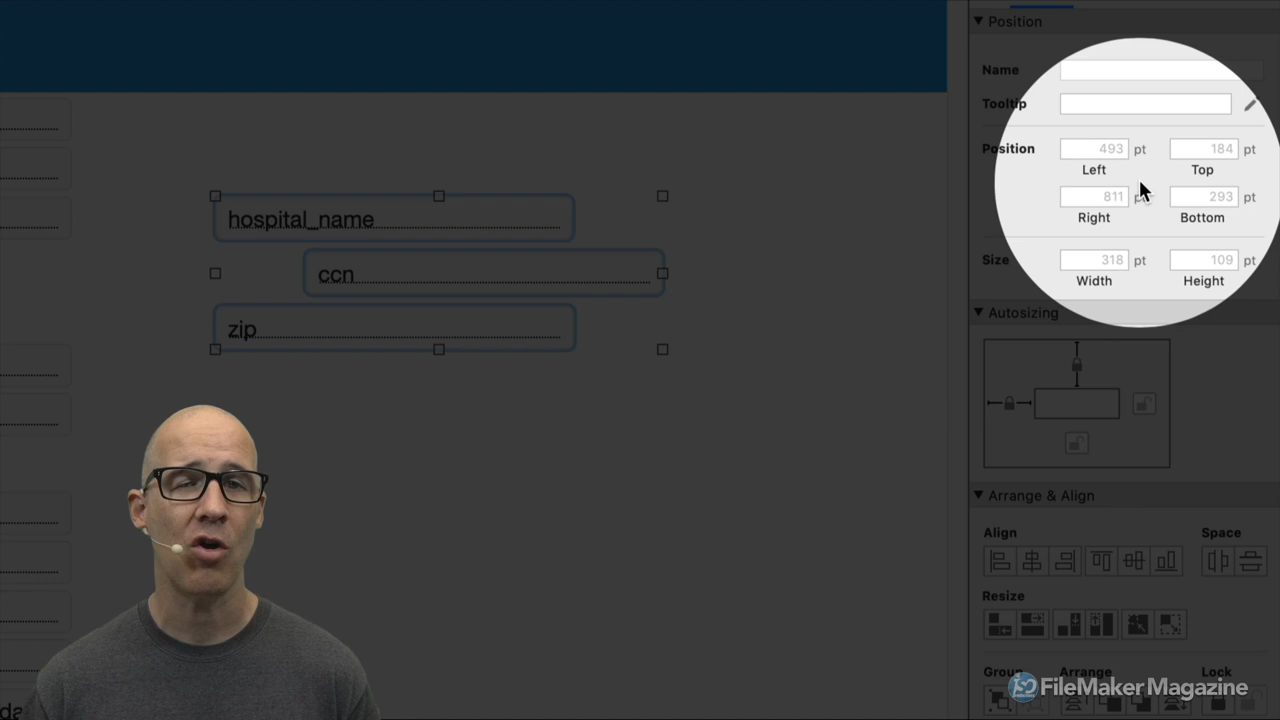 Position
Name
Tooltip
Position 493 pt 184 pt
Left Top
811 pt 293 pt
Right Bottom
Size 318 pt 109 pt
Width Height
Autosizing
Arrange & Align
Align Space
Resize
Group Arrange Lock
hospital_name
ccn
zip
da
FileMaker Magazine